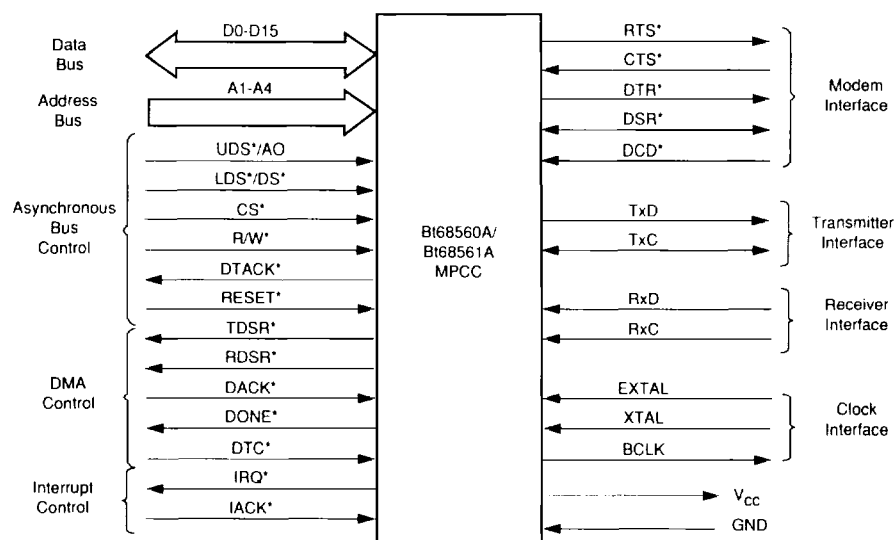 Data
Bus
D0-D15
Address
Bus
A1-A4
Asynchronous
Bus
Control
UDS*/AO
LDS*/DS*
CS*
R/W*
DTACK*
RESET*
DMA
Control
TDSR*
RDSR*
DACK*
DONE*
DTC*
Interrupt
Control
IRQ*
IACK*
Bt68560A/
Bt68561A
MPCC
RTS*
CTS*
DTR*
DSR*
DCD*
Modem
Interface
TxD
TxC
Transmitter
Interface
RxD
RxC
Receiver
Interface
EXTAL
XTAL
BCLK
Clock
Interface
VCC
GND